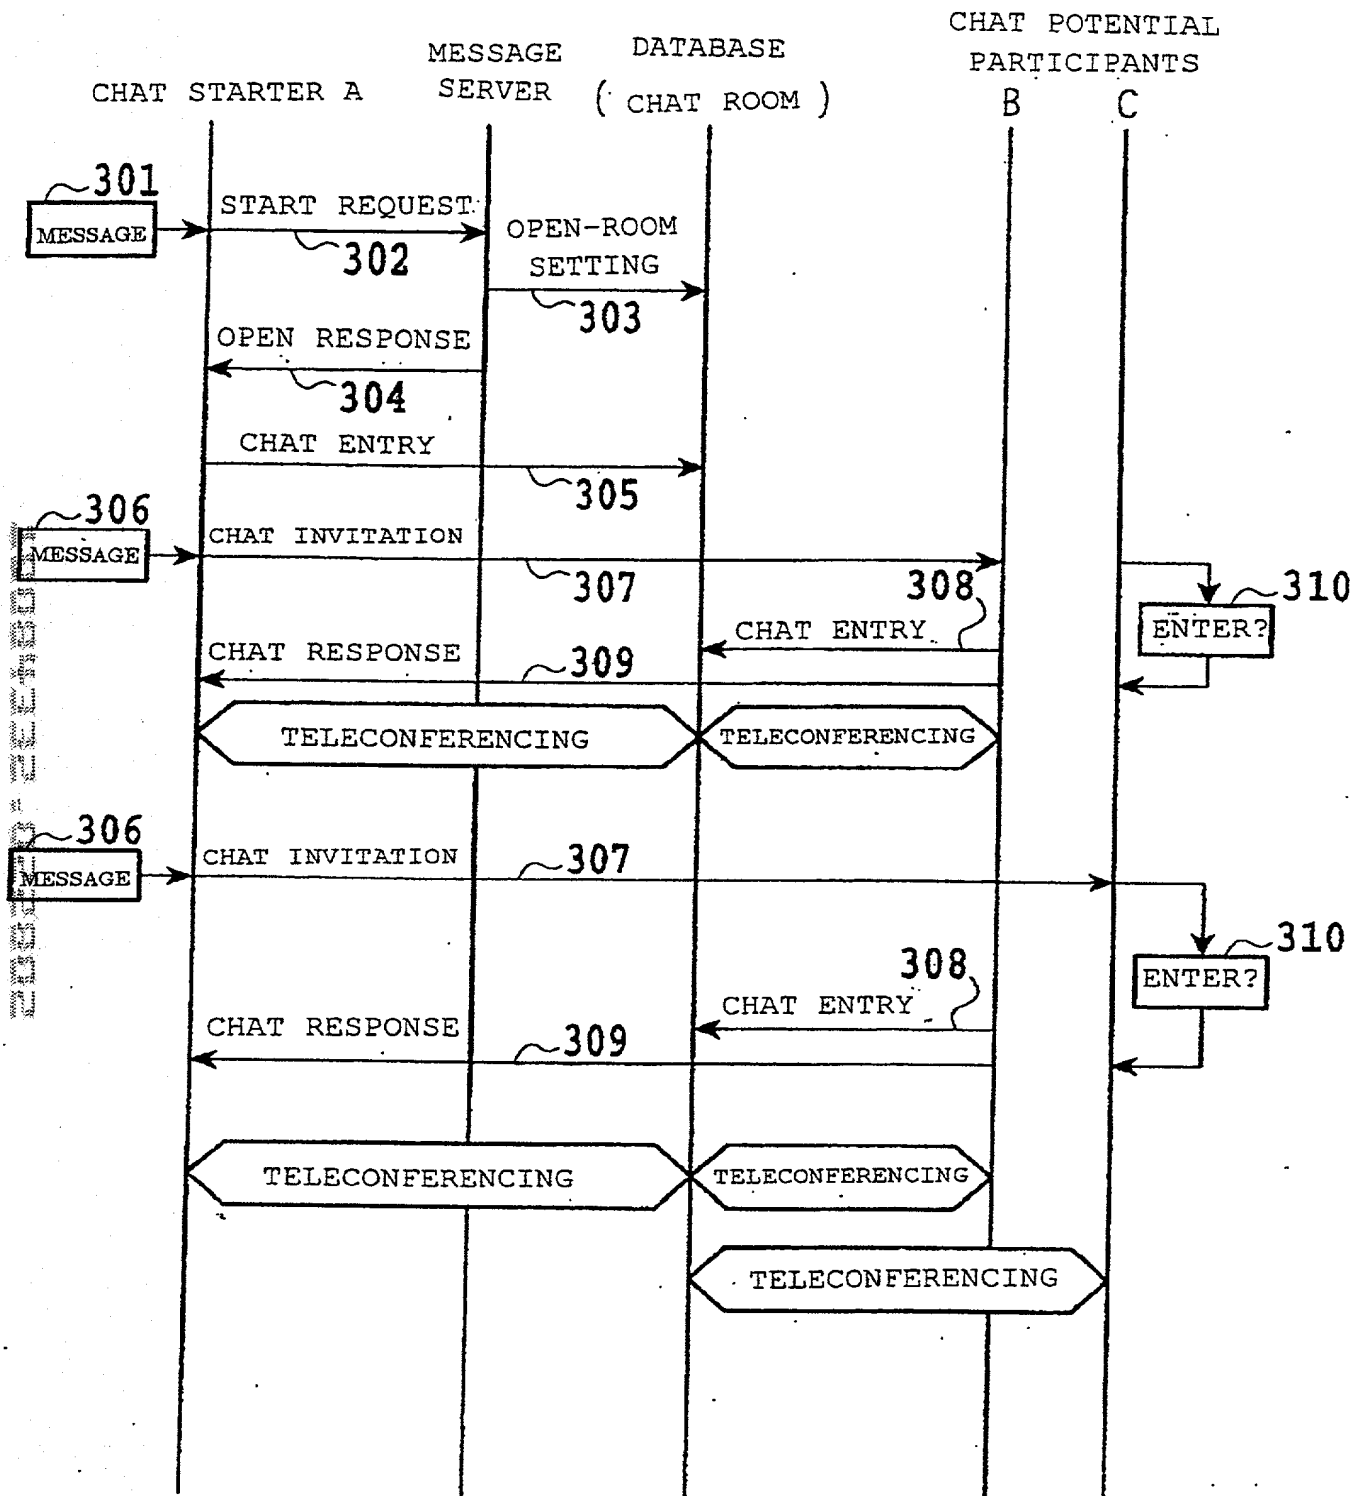 CHAT POTENTIAL
PARTICIPANTS
MESSAGE
SERVER
DATABASE
( CHAT ROOM )
CHAT STARTER A
B
C
301
MESSAGE
START REQUEST
302
OPEN-ROOM
SETTING
303
OPEN RESPONSE
304
CHAT ENTRY
305
306
MESSAGE
CHAT INVITATION
307
308
310
ENTER?
CHAT ENTRY
CHAT RESPONSE
309
TELECONFERENCING
TELECONFERENCING
306
MESSAGE
CHAT INVITATION
307
310
ENTER?
308
CHAT ENTRY
CHAT RESPONSE
309
TELECONFERENCING
TELECONFERENCING
TELECONFERENCING